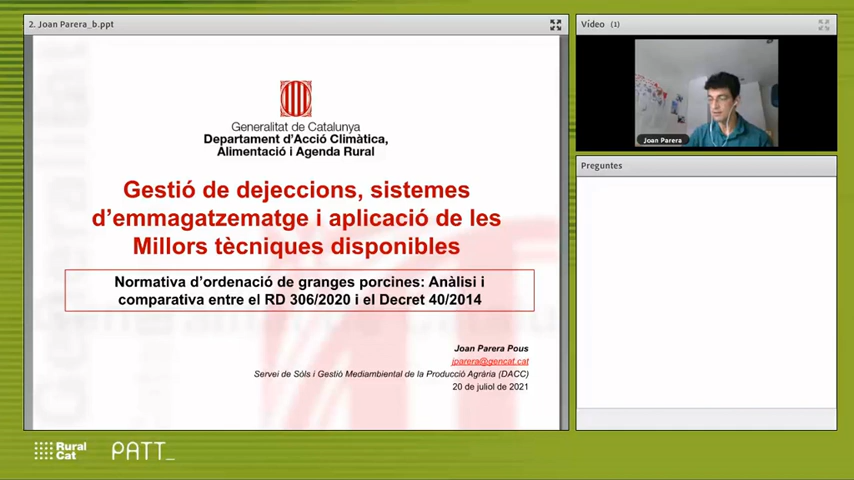 2. Joan Parera_b.ppt
Generalitat de Catalunya
Departament d'Acció Climàtica,
Alimentació i Agenda Rural
Gestió de dejeccions, sistemes
d'emmagatzematge i aplicació de les
Millors tècniques disponibles
Normativa d'ordenació de granges porcines: Anàlisi i
comparativa entre el RD 306/2020 i el Decret 40/2014
Joan Parera Pous
jparera@gencat.cat
Servei de Sòls i Gestió Mediambiental de la Producció Agrària (DACC)
20 de juliol de 2021
Vídeo (1)
Joan Parera
Preguntes
Rural
Cat
PATT_